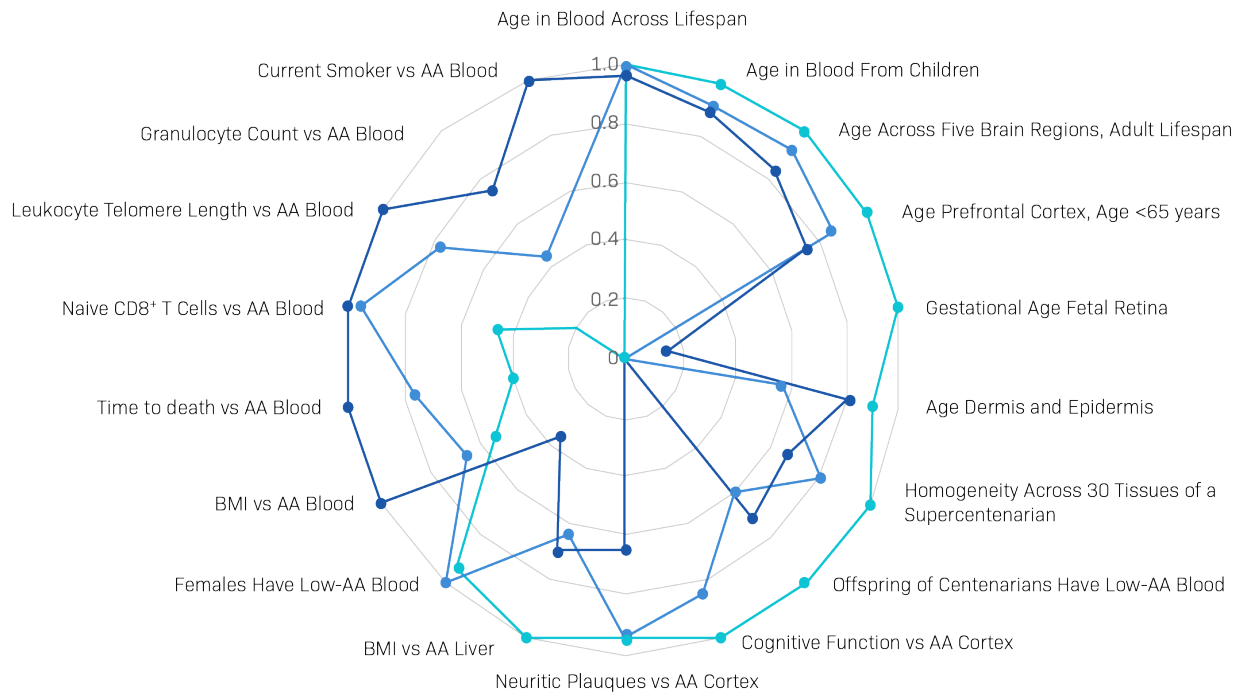 Age in Blood Across Lifespan
Current Smoker vs AA Blood
1.0
Age in Blood From Children
Granulocyte Count vs AA Blood
0.8
Age Across Five Brain Regions, Adult Lifespan
0.6
Leukocyte Telomere Length vs AA Blood
Age Prefrontal Cortex, Age <65 years
0.4
Naive CD8⁺ T Cells vs AA Blood
0.2
Gestational Age Fetal Retina
0
Time to death vs AA Blood
Age Dermis and Epidermis
BMI vs AA Blood
Homogeneity Across 30 Tissues of a
Supercentenarian
Females Have Low-AA Blood
Offspring of Centenarians Have Low-AA Blood
BMI vs AA Liver
Cognitive Function vs AA Cortex
Neuritic Plauques vs AA Cortex